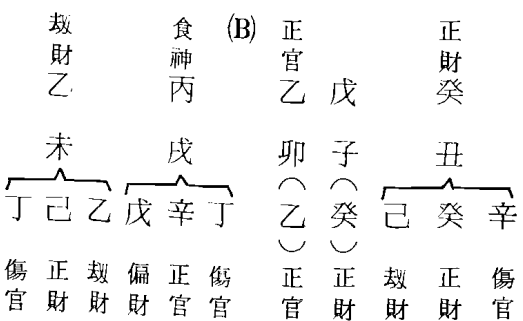 劫財 食神 (B) 正官 正財
乙 丙 乙 戊 癸
未 戌 卯 子 丑
丁 己 乙 戊 辛 丁 (乙) (癸) 己 癸 辛
傷官 正財 劫財 偏財 正官 傷官 正官 正財 劫財 正財 傷官